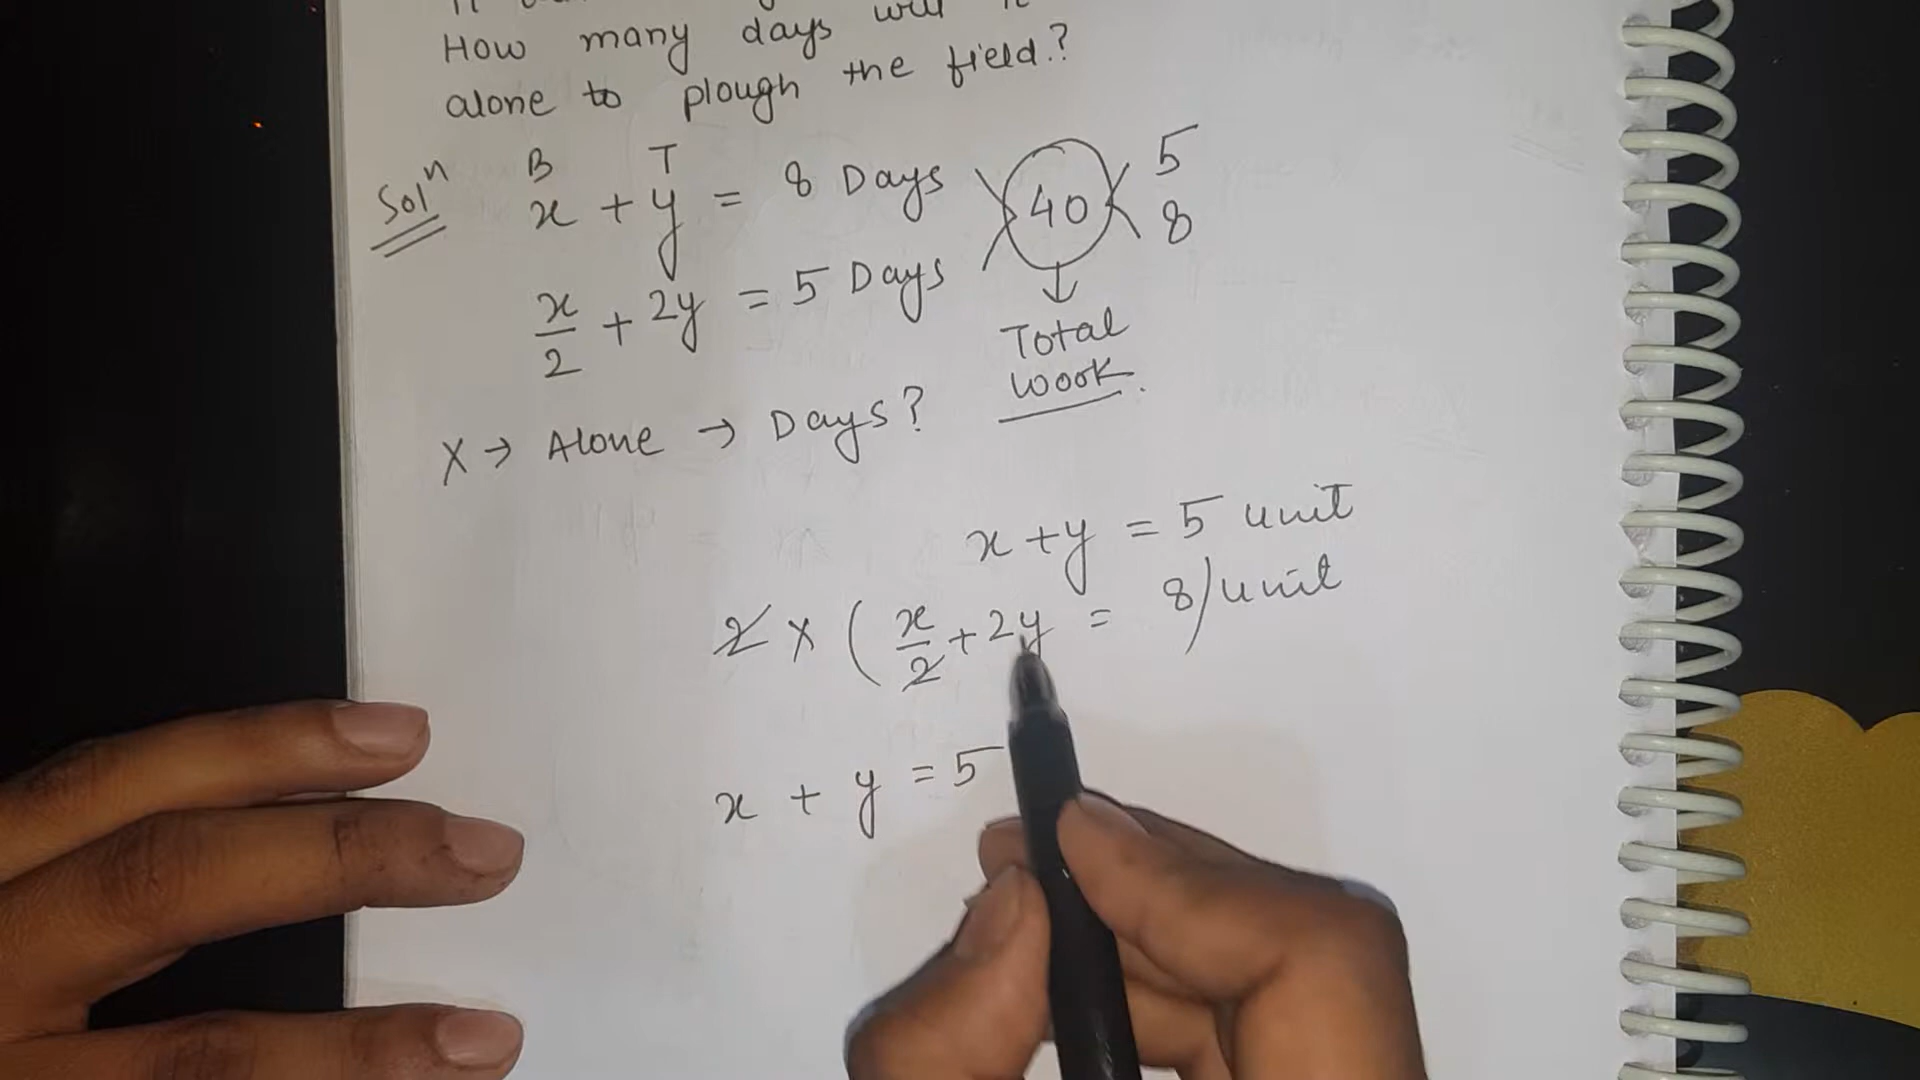 How many days will
alone to plough the field?
Solⁿ
B T
x + y = 8 Days
x/2 + 2y = 5 Days
40
5
8
Total
Work.
X → Alone → Days?
x + y = 5 unit
2 X ( x/2 + 2y = 8/unit
x + y = 5